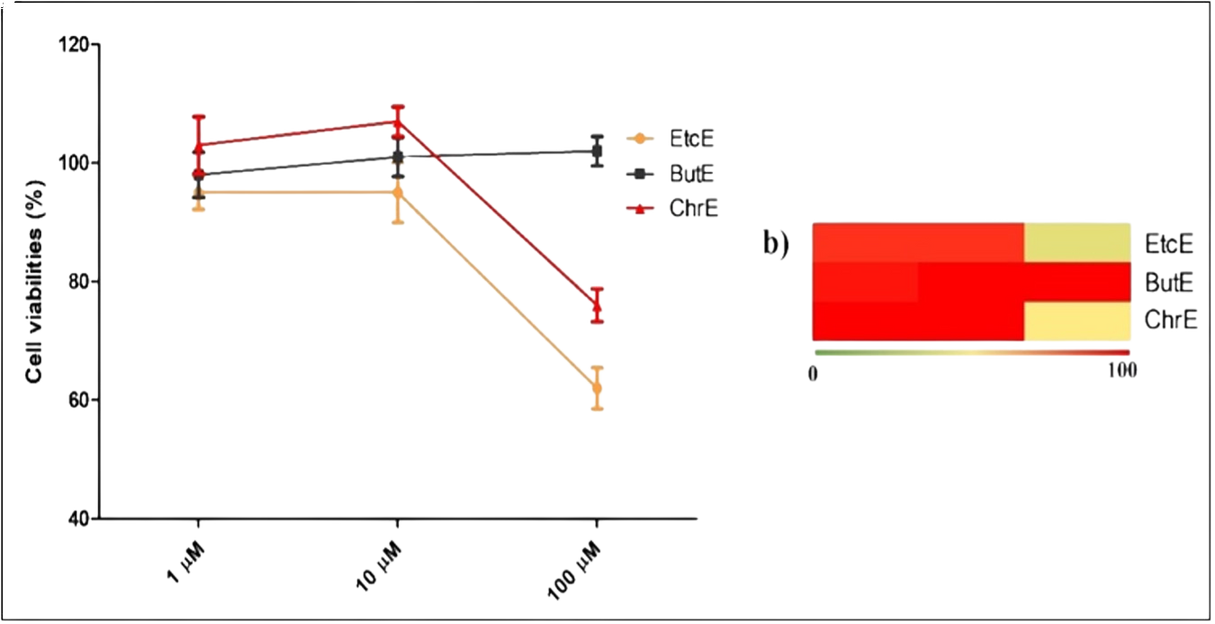 120
100
80
60
40
Cell viabilities (%)
1 µM
10 µM
100 µM
EtcE
ButE
ChrE
b)
EtcE
ButE
ChrE
0
100